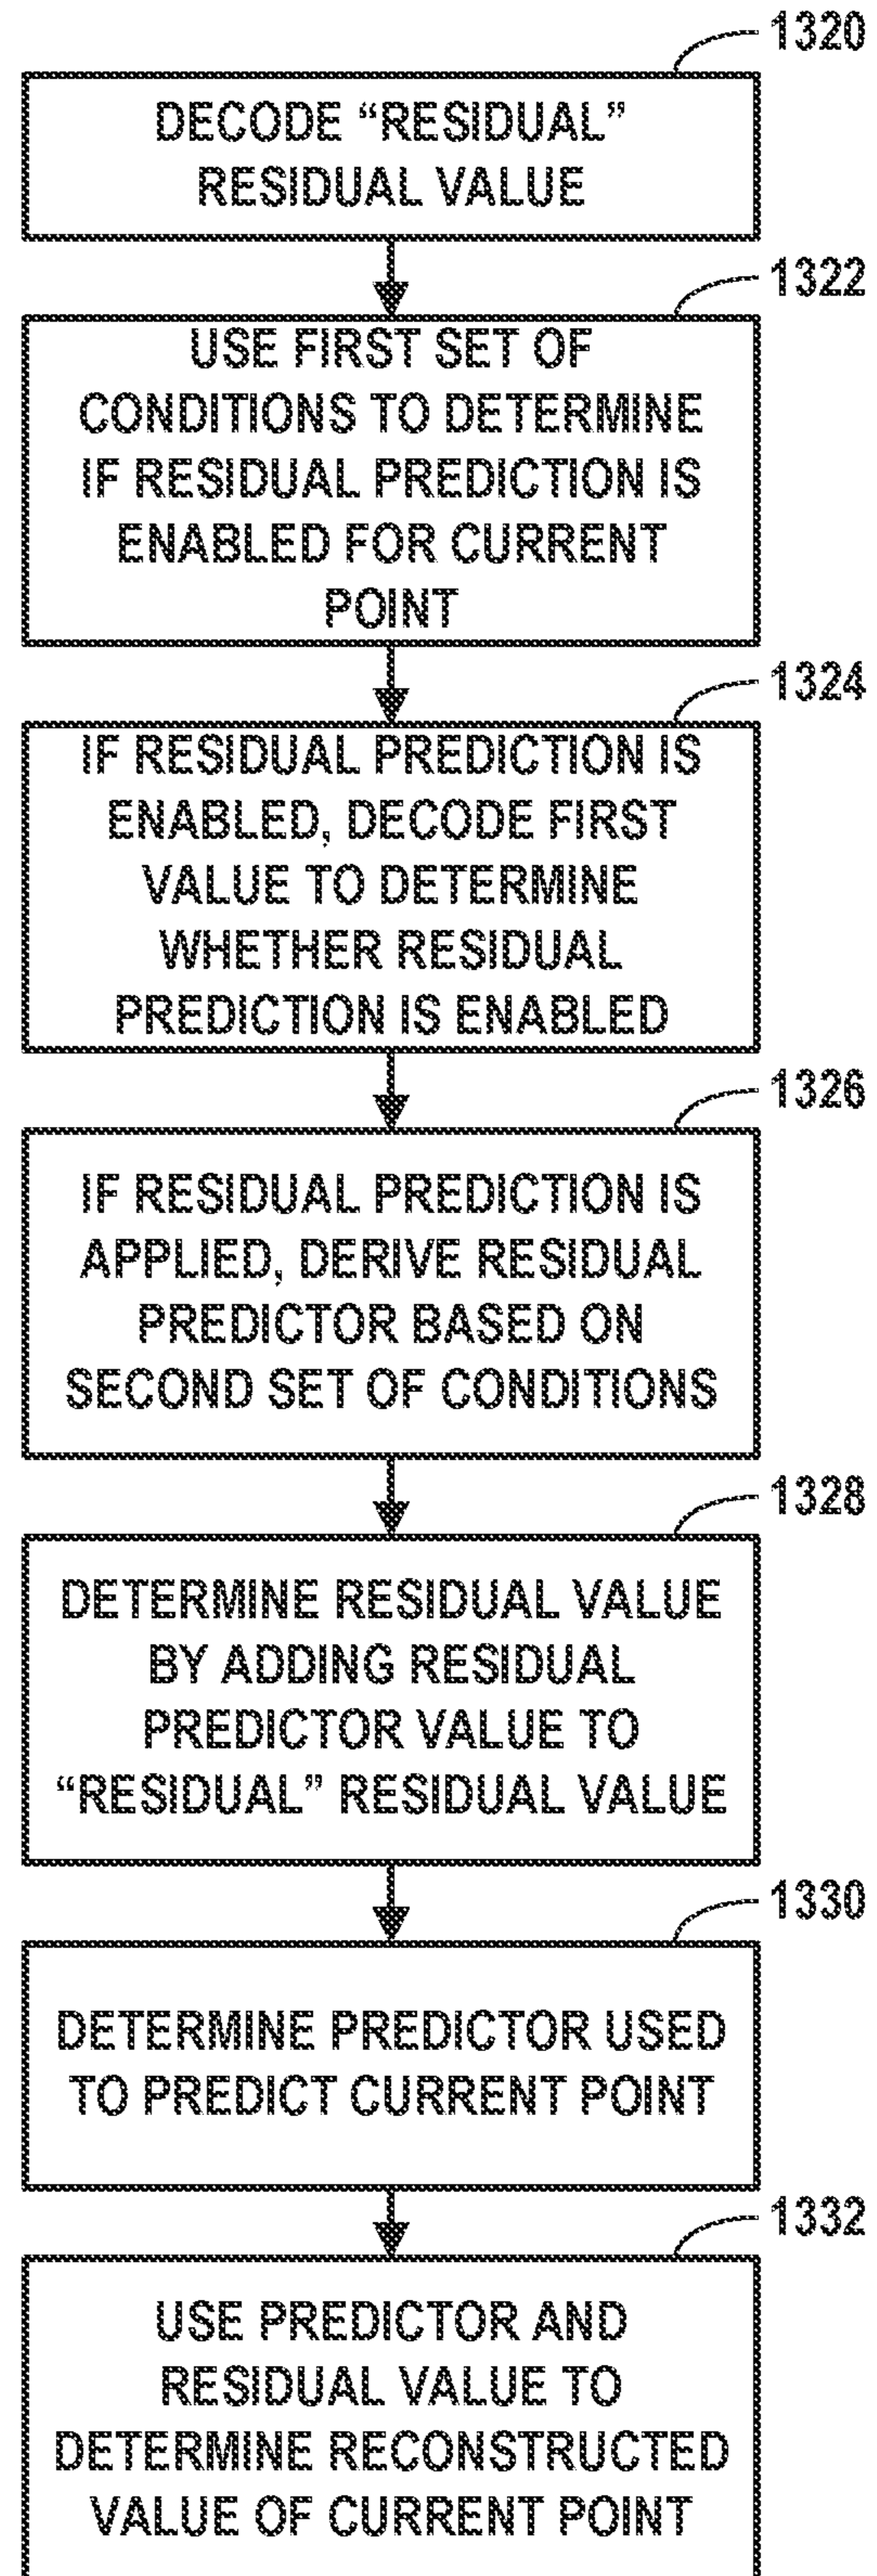 1320
DECODE “RESIDUAL”
RESIDUAL VALUE
1322
USE FIRST SET OF
CONDITIONS TO DETERMINE
IF RESIDUAL PREDICTION IS
ENABLED FOR CURRENT
POINT
1324
IF RESIDUAL PREDICTION IS
ENABLED, DECODE FIRST
VALUE TO DETERMINE
WHETHER RESIDUAL
PREDICTION IS ENABLED
1326
IF RESIDUAL PREDICTION IS
APPLIED, DERIVE RESIDUAL
PREDICTOR BASED ON
SECOND SET OF CONDITIONS
1328
DETERMINE RESIDUAL VALUE
BY ADDING RESIDUAL
PREDICTOR VALUE TO
“RESIDUAL” RESIDUAL VALUE
1330
DETERMINE PREDICTOR USED
TO PREDICT CURRENT POINT
1332
USE PREDICTOR AND
RESIDUAL VALUE TO
DETERMINE RECONSTRUCTED
VALUE OF CURRENT POINT